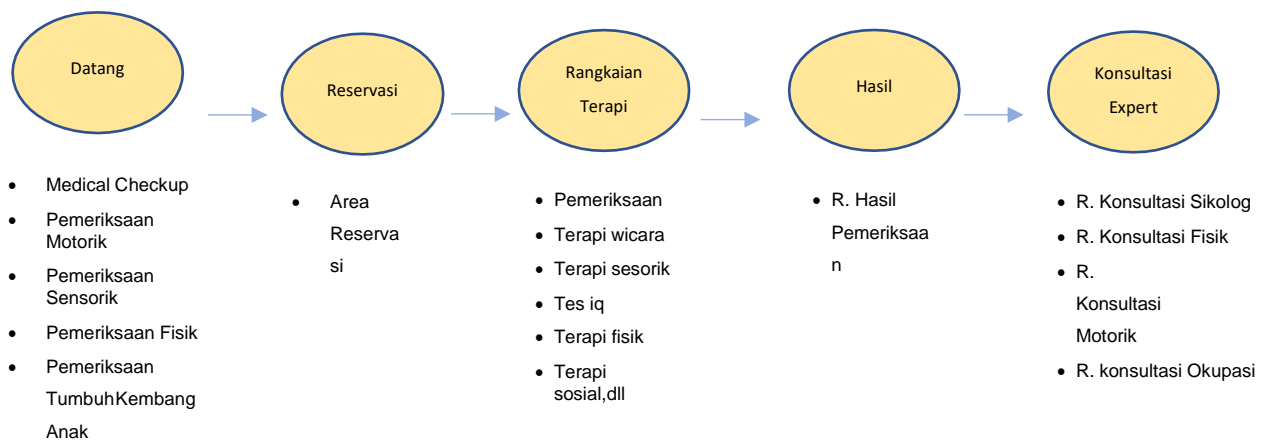 Datang
Reservasi
Rangkaian
Terapi
Hasil
Konsultasi
Expert
• Medical Checkup
• Pemeriksaan
Motorik
• Pemeriksaan
Sensorik
• Pemeriksaan Fisik
• Pemeriksaan
TumbuhKembang
Anak
• Area
Reserva
si
• Pemeriksaan
• Terapi wicara
• Terapi sesorik
• Tes iq
• Terapi fisik
• Terapi
sosial,dll
• R. Hasil
Pemeriksaa
n
• R. Konsultasi Sikolog
• R. Konsultasi Fisik
• R.
Konsultasi
Motorik
• R. konsultasi Okupasi